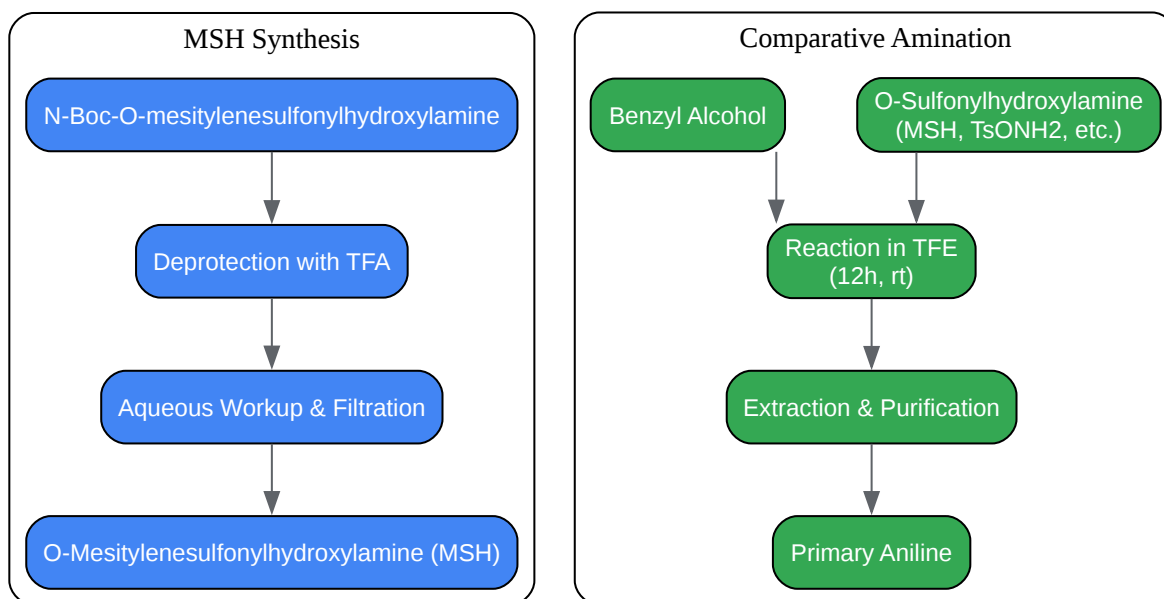 MSH Synthesis
N-Boc-O-mesitylenesulfonylhydroxylamine
Deprotection with TFA
Aqueous Workup & Filtration
O-Mesitylenesulfonylhydroxylamine (MSH)
Comparative Amination
Benzyl Alcohol
O-Sulfonylhydroxylamine
(MSH, TsONH2, etc.)
Reaction in TFE
(12h, rt)
Extraction & Purification
Primary Aniline